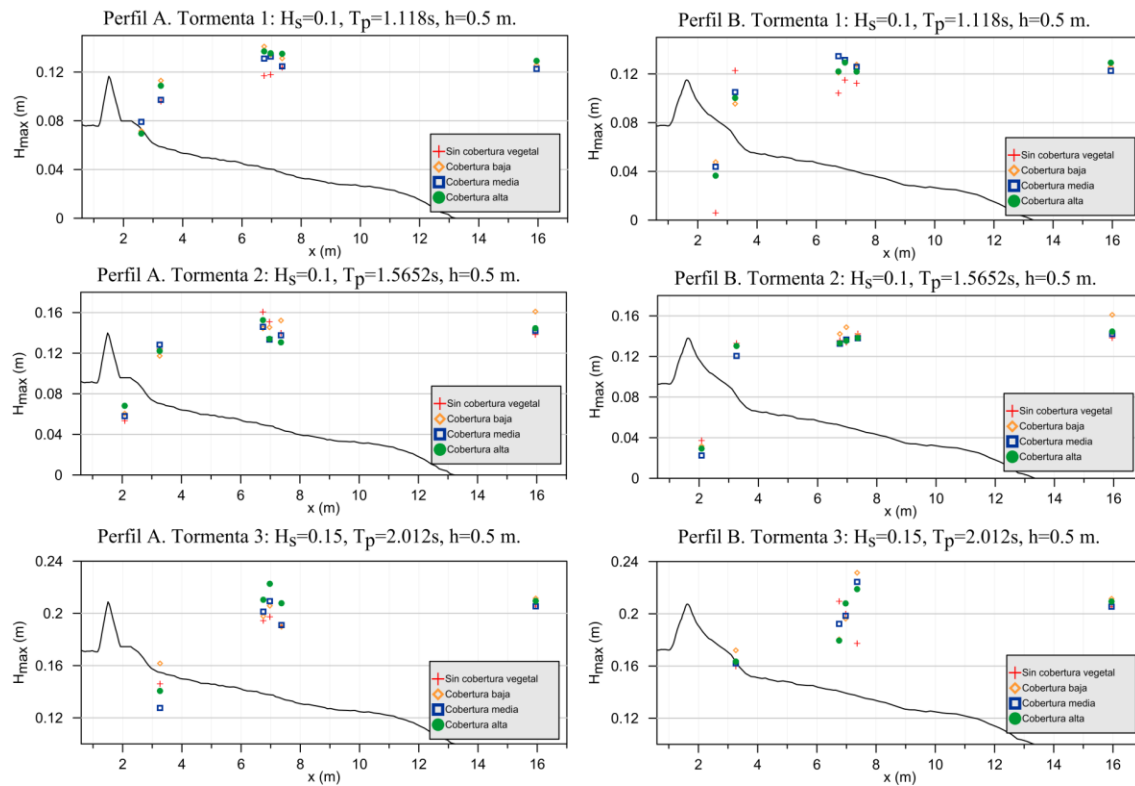 Perfil A. Tormenta 1: Hs=0.1, Tp=1.118s, h=0.5 m.
Hmax (m)
0.12
0.08
0.04
0
Sin cobertura vegetal
Cobertura baja
Cobertura media
Cobertura alta
2 4 6 8 10 12 14 16
x (m)
Perfil B. Tormenta 1: Hs=0.1, Tp=1.118s, h=0.5 m.
Hmax (m)
0.12
0.08
0.04
0
Sin cobertura vegetal
Cobertura baja
Cobertura media
Cobertura alta
2 4 6 8 10 12 14 16
x (m)
Perfil A. Tormenta 2: Hs=0.1, Tp=1.5652s, h=0.5 m.
Hmax (m)
0.16
0.12
0.08
0.04
0
Sin cobertura vegetal
Cobertura baja
Cobertura media
Cobertura alta
2 4 6 8 10 12 14 16
x (m)
Perfil B. Tormenta 2: Hs=0.1, Tp=1.5652s, h=0.5 m.
Hmax (m)
0.16
0.12
0.08
0.04
0
Sin cobertura vegetal
Cobertura baja
Cobertura media
Cobertura alta
2 4 6 8 10 12 14 16
x (m)
Perfil A. Tormenta 3: Hs=0.15, Tp=2.012s, h=0.5 m.
Hmax (m)
0.24
0.2
0.16
0.12
Sin cobertura vegetal
Cobertura baja
Cobertura media
Cobertura alta
2 4 6 8 10 12 14 16
x (m)
Perfil B. Tormenta 3: Hs=0.15, Tp=2.012s, h=0.5 m.
Hmax (m)
0.24
0.2
0.16
0.12
Sin cobertura vegetal
Cobertura baja
Cobertura media
Cobertura alta
2 4 6 8 10 12 14 16
x (m)